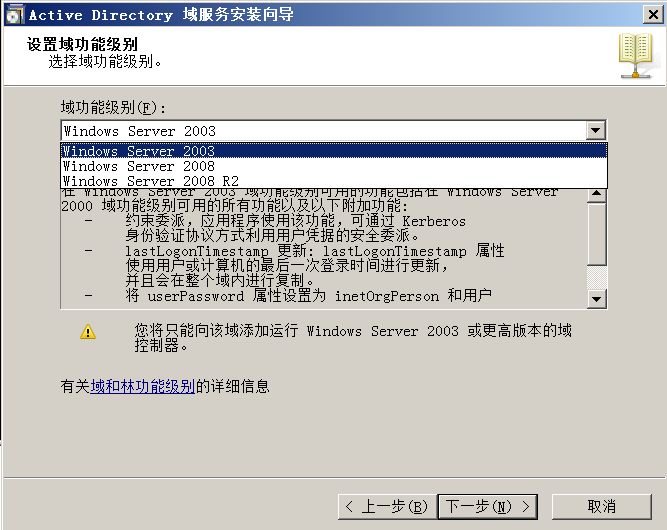 Active Directory 域服务安装向导
设置域功能级别
选择域功能级别。
域功能级别(F):
Windows Server 2003
Windows Server 2003
Windows Server 2008
Windows Server 2008 R2
在 Windows Server 2003 域功能级别可用的功能包括在 Windows Server
2000 域功能级别可用的所有功能以及以下附加功能:
- 约束委派，应用程序使用该功能，可通过 Kerberos
身份验证协议方式利用用户凭据的安全委派。
- lastLogonTimestamp 更新: lastLogonTimestamp 属性
使用用户或计算机的最后一次登录时间进行更新，
并且会在整个域内进行复制。
- 将 userPassword 属性设置为 inetOrgPerson 和用户
您将只能向该域添加运行 Windows Server 2003 或更高版本的域
控制器。
有关域和林功能级别的详细信息
< 上一步(B) 下一步(N) > 取消